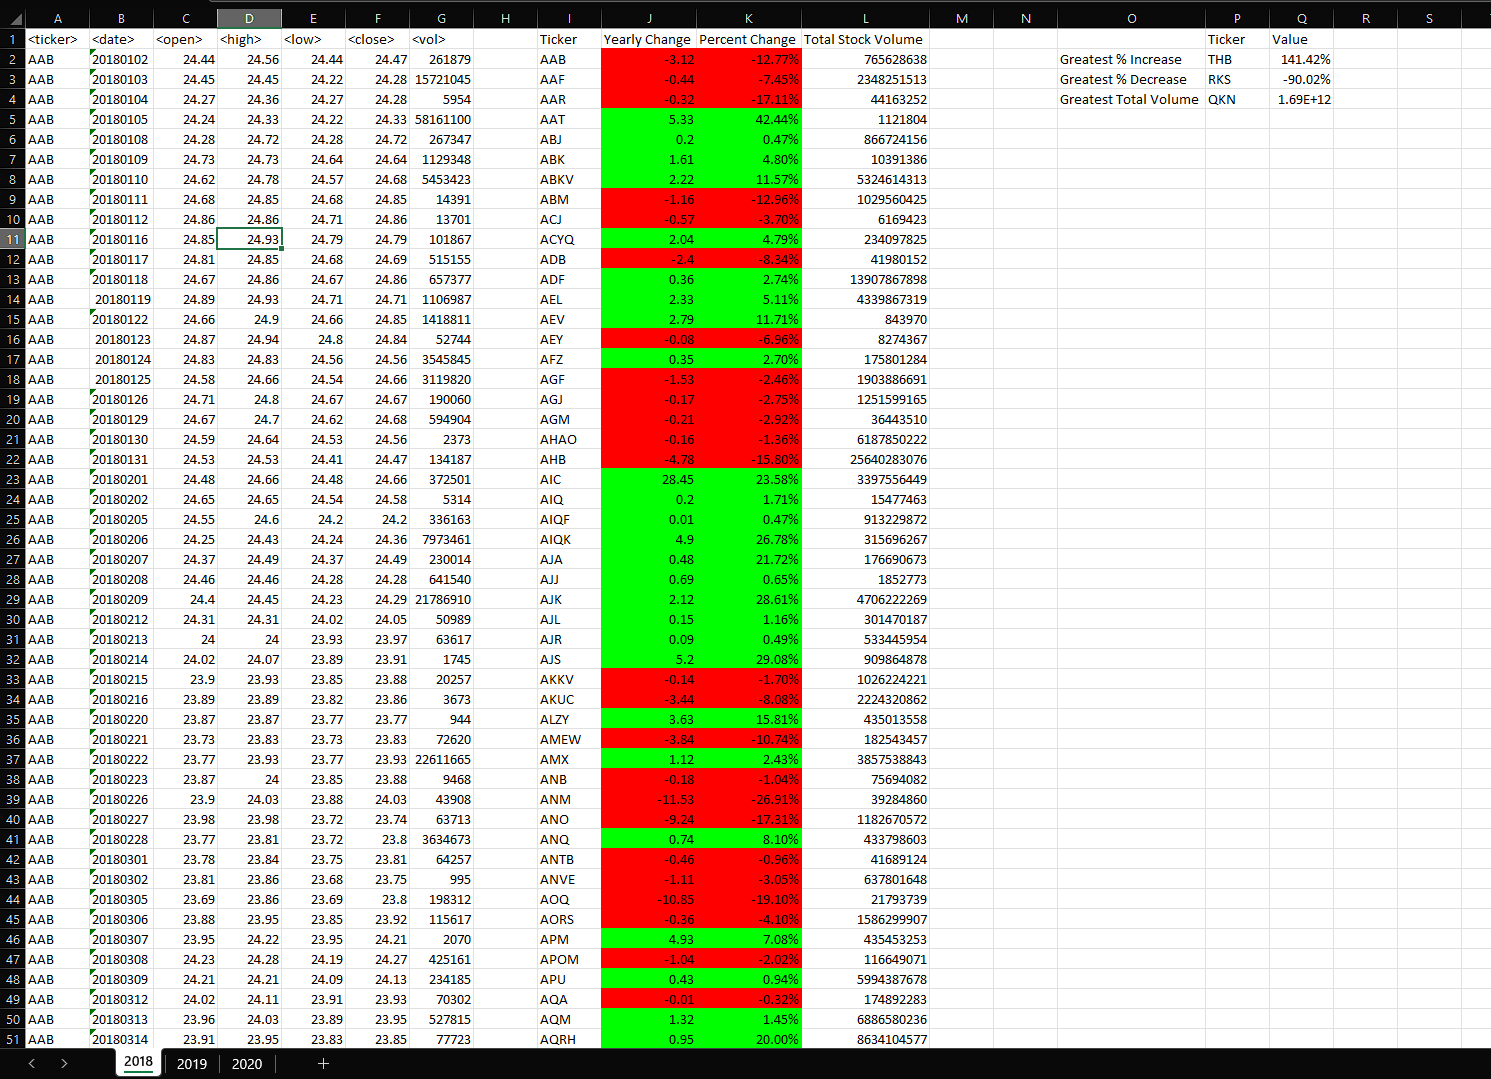 A B C D E F G H I J K L M N O P Q R S
1 <ticker> <date> <open> <high> <low> <close> <vol> Ticker Yearly Change Percent Change Total Stock Volume Ticker Value
2 AAB 20180102 24.44 24.56 24.44 24.47 261879 AAB -3.12 -12.77% 765628638 Greatest % Increase THB 141.42%
3 AAB 20180103 24.45 24.45 24.22 24.28 15721045 AAF -0.44 -7.45% 2348251513 Greatest % Decrease RKS -90.02%
4 AAB 20180104 24.27 24.36 24.27 24.28 5954 AAR -0.32 -17.11% 44163252 Greatest Total Volume QKN 1.69E+12
5 AAB 20180105 24.24 24.33 24.22 24.33 58161100 AAT 5.33 42.44% 1121804
6 AAB 20180108 24.28 24.72 24.28 24.72 267347 ABJ 0.2 0.47% 866724156
7 AAB 20180109 24.73 24.73 24.64 24.64 1129348 ABK 1.61 4.80% 10391386
8 AAB 20180110 24.62 24.78 24.57 24.68 5453423 ABKV 2.22 11.57% 5324614313
9 AAB 20180111 24.68 24.85 24.68 24.85 14391 ABM -1.16 -12.96% 1029560425
10 AAB 20180112 24.86 24.86 24.71 24.86 13701 ACJ -0.57 -3.70% 6169423
11 AAB 20180116 24.85 24.93 24.79 24.79 101867 ACYQ 2.04 4.79% 234097825
12 AAB 20180117 24.81 24.85 24.68 24.69 515155 ADB -2.4 -8.34% 41980152
13 AAB 20180118 24.67 24.86 24.67 24.86 657377 ADF 0.36 2.74% 13907867898
14 AAB 20180119 24.89 24.93 24.71 24.71 1106987 AEL 2.33 5.11% 4339867319
15 AAB 20180122 24.66 24.9 24.66 24.85 1418811 AEV 2.79 11.71% 843970
16 AAB 20180123 24.87 24.94 24.8 24.84 52744 AEY -0.08 -6.96% 8274367
17 AAB 20180124 24.83 24.83 24.56 24.56 3545845 AFZ 0.35 2.70% 175801284
18 AAB 20180125 24.58 24.66 24.54 24.66 3119820 AGF -1.53 -2.46% 1903886691
19 AAB 20180126 24.71 24.8 24.67 24.67 190060 AGJ -0.17 -2.75% 1251599165
20 AAB 20180129 24.67 24.7 24.62 24.68 594904 AGM -0.21 -2.92% 36443510
21 AAB 20180130 24.59 24.64 24.53 24.56 2373 AHAO -0.16 -1.36% 6187850222
22 AAB 20180131 24.53 24.53 24.41 24.47 134187 AHB -4.78 -15.80% 25640283076
23 AAB 20180201 24.48 24.66 24.48 24.66 372501 AIC 28.45 23.58% 3397556449
24 AAB 20180202 24.65 24.65 24.54 24.58 5314 AIQ 0.2 1.71% 15477463
25 AAB 20180205 24.55 24.6 24.2 24.2 336163 AIQF 0.01 0.47% 913229872
26 AAB 20180206 24.25 24.43 24.24 24.36 7973461 AIQK 4.9 26.78% 315696267
27 AAB 20180207 24.37 24.49 24.37 24.49 230014 AJA 0.48 21.72% 176690673
28 AAB 20180208 24.46 24.46 24.28 24.28 641540 AJJ 0.69 0.65% 1852773
29 AAB 20180209 24.4 24.45 24.23 24.29 21786910 AJK 2.12 28.61% 4706222269
30 AAB 20180212 24.31 24.31 24.02 24.05 50989 AJL 0.15 1.16% 301470187
31 AAB 20180213 24 24 23.93 23.97 63617 AJR 0.09 0.49% 533445954
32 AAB 20180214 24.02 24.07 23.89 23.91 1745 AJS 5.2 29.08% 909864878
33 AAB 20180215 23.9 23.93 23.85 23.88 20257 AKKV -0.14 -1.70% 1026224221
34 AAB 20180216 23.89 23.89 23.82 23.86 3673 AKUC -3.44 -8.08% 2224320862
35 AAB 20180220 23.87 23.87 23.77 23.77 944 ALZY 3.63 15.81% 435013558
36 AAB 20180221 23.73 23.83 23.73 23.83 72620 AMEW -3.84 -10.74% 182543457
37 AAB 20180222 23.77 23.93 23.77 23.93 22611665 AMX 1.12 2.43% 3857538843
38 AAB 20180223 23.87 24 23.85 23.88 9468 ANB -0.18 -1.04% 75694082
39 AAB 20180226 23.9 24.03 23.88 24.03 43908 ANM -11.53 -26.91% 39284860
40 AAB 20180227 23.98 23.98 23.72 23.74 63713 ANO -9.24 -17.31% 1182670572
41 AAB 20180228 23.77 23.81 23.72 23.8 3634673 ANQ 0.74 8.10% 433798603
42 AAB 20180301 23.78 23.84 23.75 23.81 64257 ANTB -0.46 -0.96% 41689124
43 AAB 20180302 23.81 23.86 23.68 23.75 995 ANVE -1.11 -3.05% 637801648
44 AAB 20180305 23.69 23.86 23.69 23.8 198312 AOQ -10.85 -19.10% 21793739
45 AAB 20180306 23.88 23.95 23.85 23.92 115617 AORS -0.36 -4.10% 1586299907
46 AAB 20180307 23.95 24.22 23.95 24.21 2070 APM 4.93 7.08% 435453253
47 AAB 20180308 24.23 24.28 24.19 24.27 425161 APOM -1.04 -2.02% 116649071
48 AAB 20180309 24.21 24.21 24.09 24.13 234185 APU 0.43 0.94% 5994387678
49 AAB 20180312 24.02 24.11 23.91 23.93 70302 AQA -0.01 -0.32% 174892283
50 AAB 20180313 23.96 24.03 23.89 23.95 527815 AQM 1.32 1.45% 6886580236
51 AAB 20180314 23.91 23.95 23.83 23.85 77723 AQRH 0.95 20.00% 8634104577
2018 2019 2020